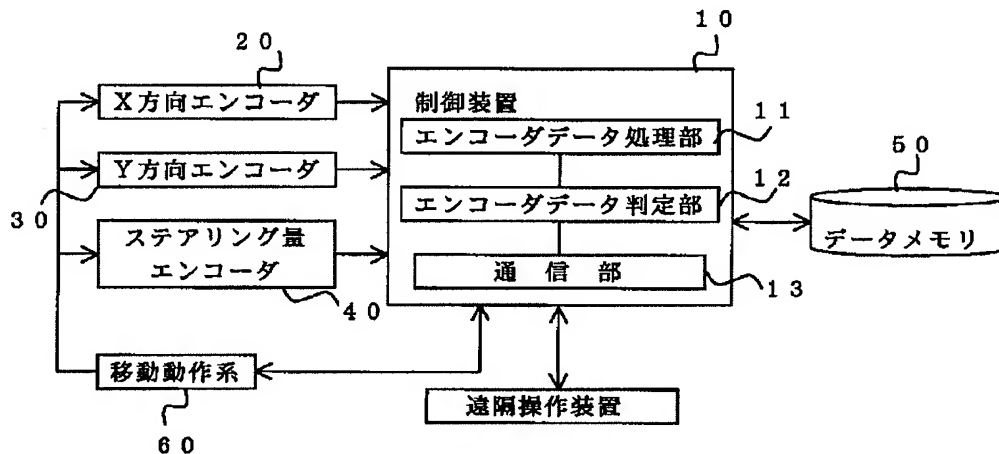 20
10
X方向エンコーダ
制御装置
エンコーダデータ処理部
11
Y方向エンコーダ
30
エンコーダデータ判定部
12
50
データメモリ
ステアリング量
エンコーダ
40
通信部
13
移動動作系
60
遠隔操作装置